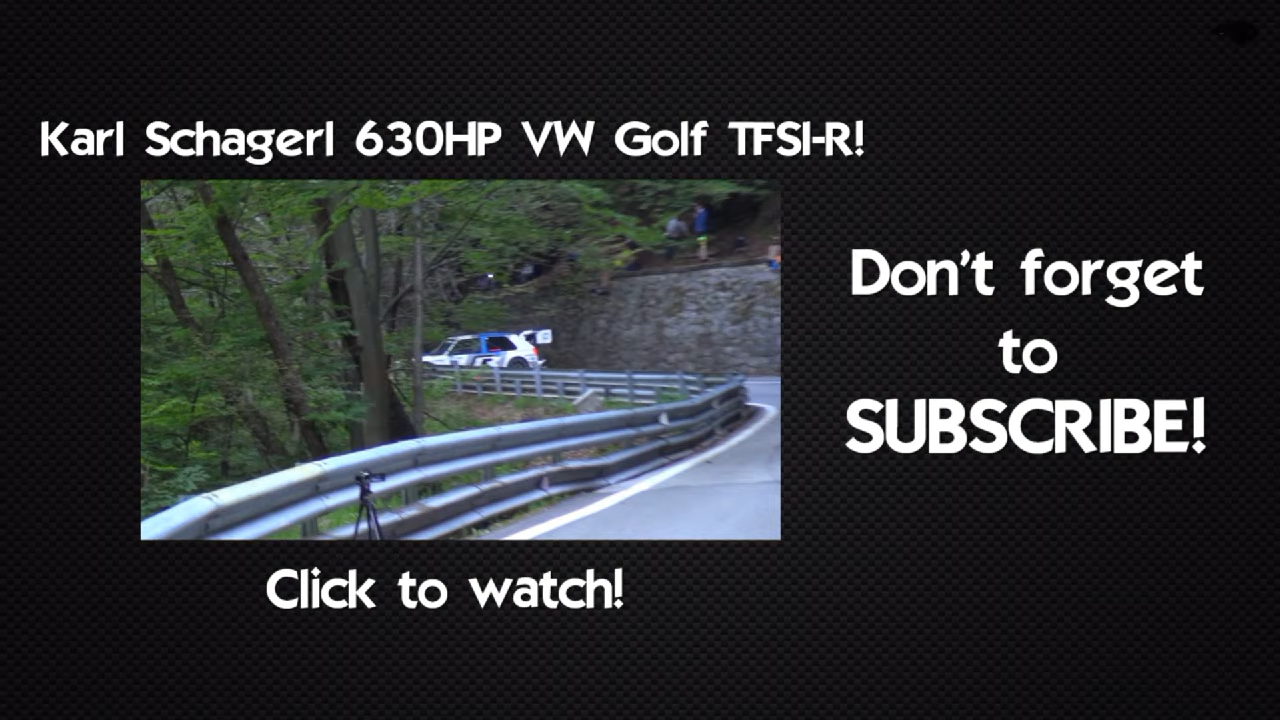 Karl Schagerl 630HP VW Golf TFSI-R!
Don't forget
to
SUBSCRIBE!
Click to watch!